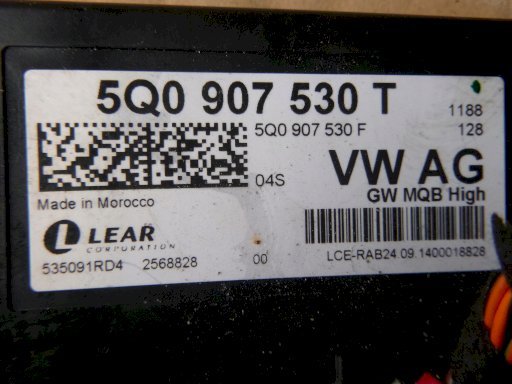 5Q0 907 530 T
1188
5Q0 907 530 F
128
04S
VW AG
GW MQB High
Made in Morocco
LEAR
CORPORATION
535091RD4 2568828 00
LCE-RAB24 09.1400018828